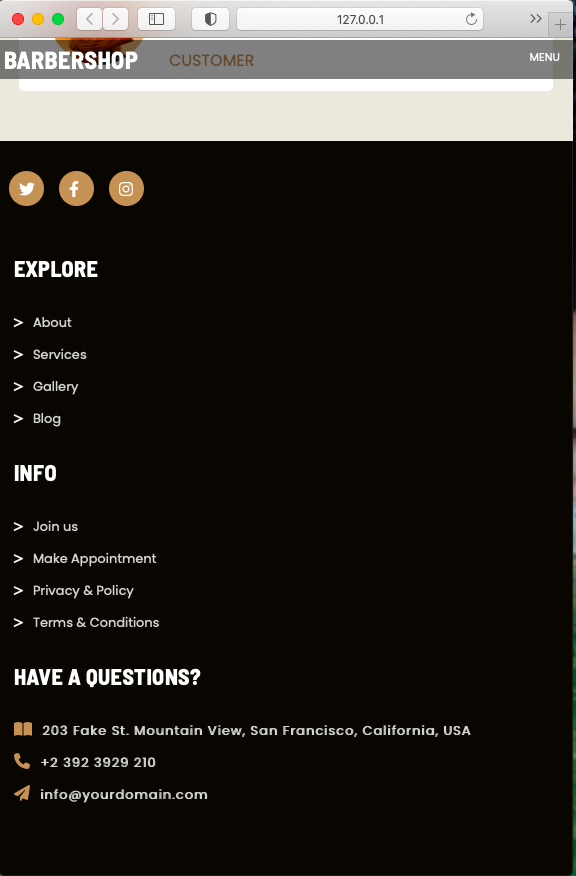 127.0.0.1
BARBERSHOP
CUSTOMER
MENU
EXPLORE
> About
> Services
> Gallery
> Blog
INFO
> Join us
> Make Appointment
> Privacy & Policy
> Terms & Conditions
HAVE A QUESTIONS?
203 Fake St. Mountain View, San Francisco, California, USA
+2 392 3929 210
info@yourdomain.com